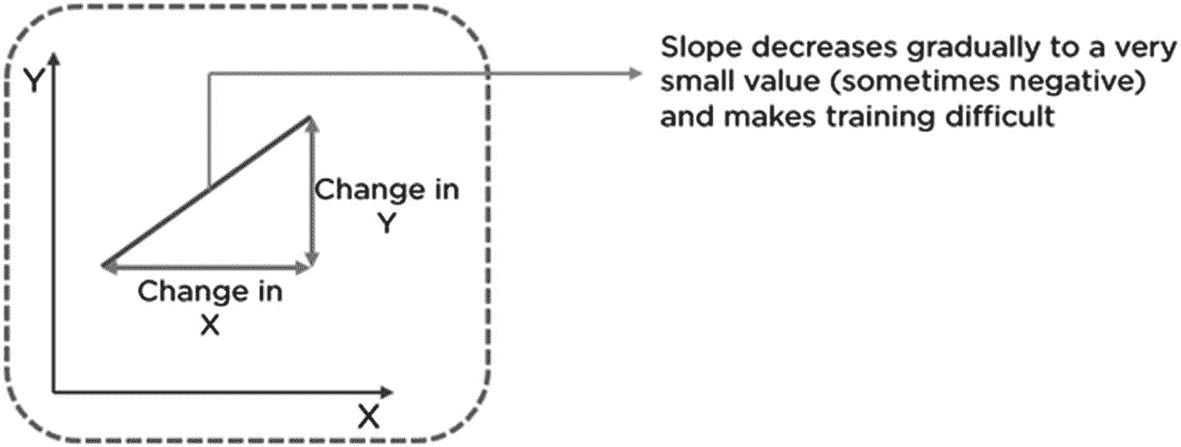 Y
Change in
Y
Change in
X
X
Slope decreases gradually to a very
small value (sometimes negative)
and makes training difficult